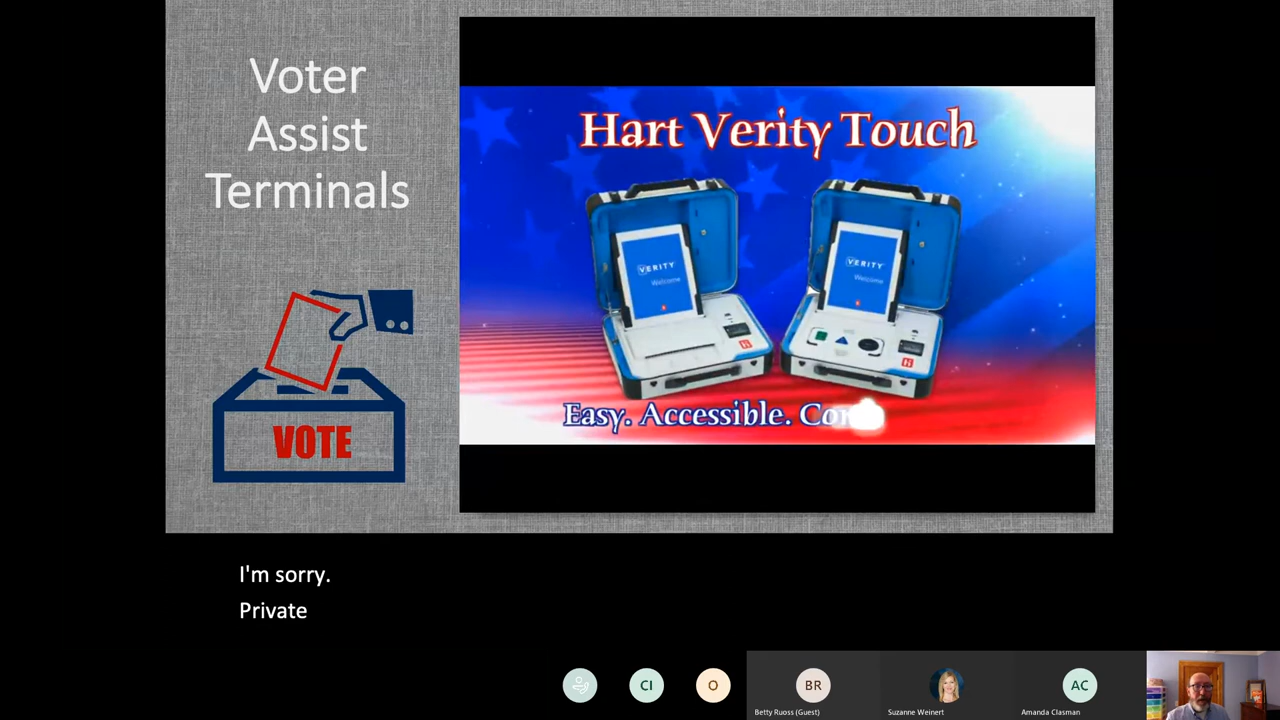 Voter
Assist
Terminals
VOTE
Hart Verity Touch
VERITY
Welcome
VERITY
Welcome
Easy. Accessible. Con
I'm sorry.
Private
CI
O
BR
AC
Betty Ruoss (Guest)
Suzanne Weinert
Amanda Clasman